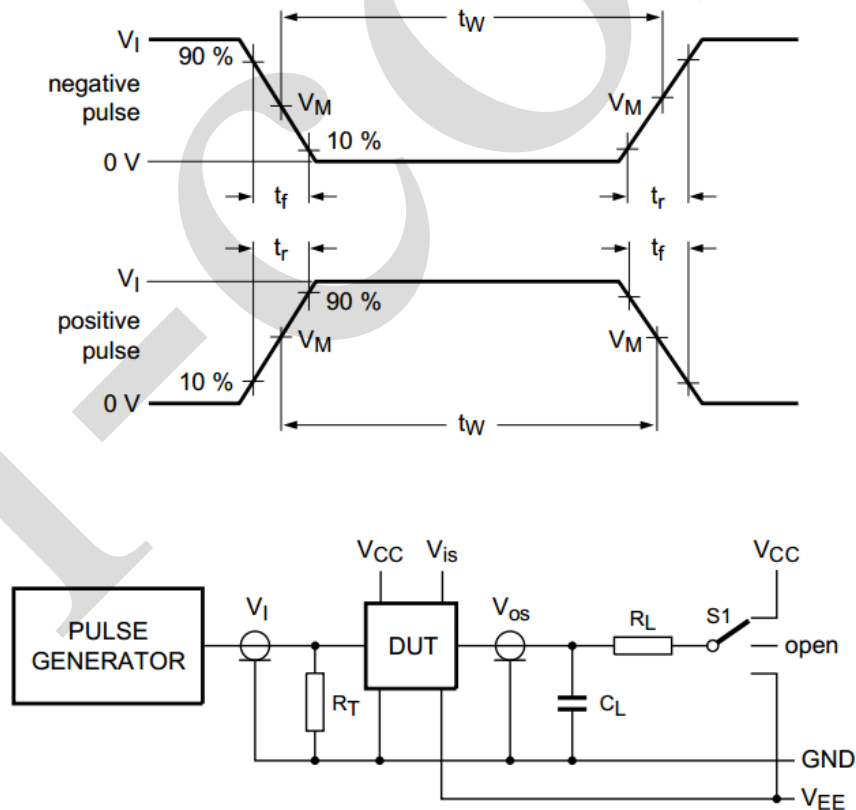 tW
VI
90 %
negative
pulse
VM
VM
10 %
0 V
tf
tr
tr
tf
VI
90 %
positive
pulse
VM
VM
10 %
0 V
tW
VCC
Vis
VCC
PULSE
GENERATOR
VI
DUT
Vos
RL
S1
open
RT
CL
GND
VEE